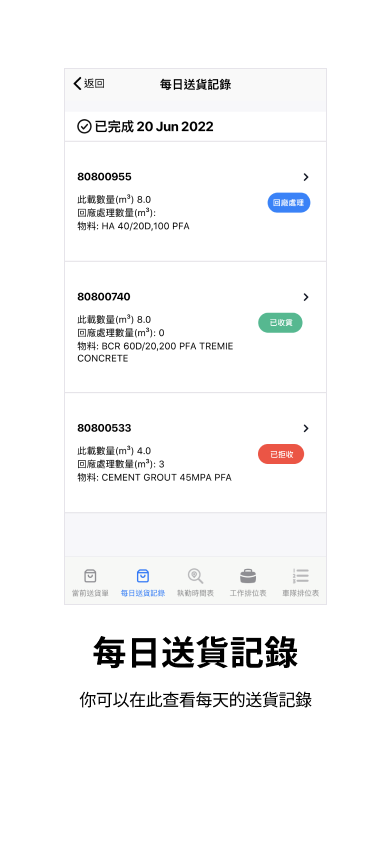 返回
每日送貨記錄
已完成 20 Jun 2022
80800955
此載數量(m³) 8.0
回廠處理
回廠處理數量(m³):
物料: HA 40/20D,100 PFA
80800740
此載數量(m³) 8.0
已收貨
回廠處理數量(m³): 0
物料: BCR 60D/20,200 PFA TREMIE
CONCRETE
80800533
此載數量(m³) 4.0
已拒收
回廠處理數量(m³): 3
物料: CEMENT GROUT 45MPA PFA
當前送貨單
每日送貨記錄
執勤時間表
工作排位表
車隊排位表
每日送貨記錄
你可以在此查看每天的送貨記錄